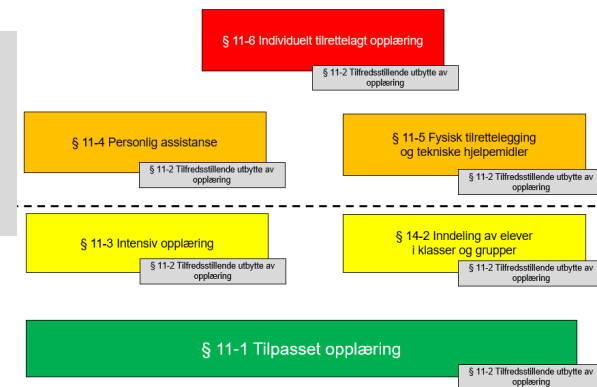 § 11-6 Individuelt tilrettelagt opplæring
§ 11-2 Tilfredsstillende utbytte av
opplæring
§ 11-4 Personlig assistanse
§ 11-2 Tilfredsstillende utbytte av
opplæring
§ 11-5 Fysisk tilrettelegging
og tekniske hjelpemidler
§ 11-2 Tilfredsstillende utbytte av
opplæring
§ 11-3 Intensiv opplæring
§ 11-2 Tilfredsstillende utbytte av
opplæring
§ 14-2 Inndeling av elever
i klasser og grupper
§ 11-2 Tilfredsstillende utbytte av
opplæring
§ 11-1 Tilpasset opplæring
§ 11-2 Tilfredsstillende utbytte av
opplæring